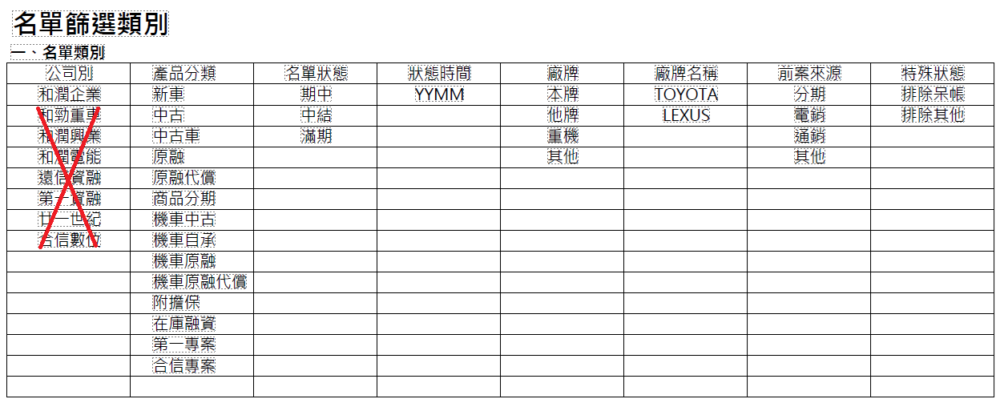 名單篩選類別
一、名單類別
公司別 產品分類 名單狀態 狀態時間 廠牌 廠牌名稱 前案來源 特殊狀態
和潤企業 新車 期中 YYMM 本牌 TOYOTA 分期 排除呆帳
和勁重車 中古 中結 他牌 LEXUS 電銷 排除其他
和潤興業 中古車 滿期 重機 通銷
和潤電能 原融 其他 其他
遠信資融 原融代償
第一資融 商品分期
廿一世紀 機車中古
合信數位 機車自承
機車原融
機車原融代償
附擔保
在庫融資
第一專案
合信專案